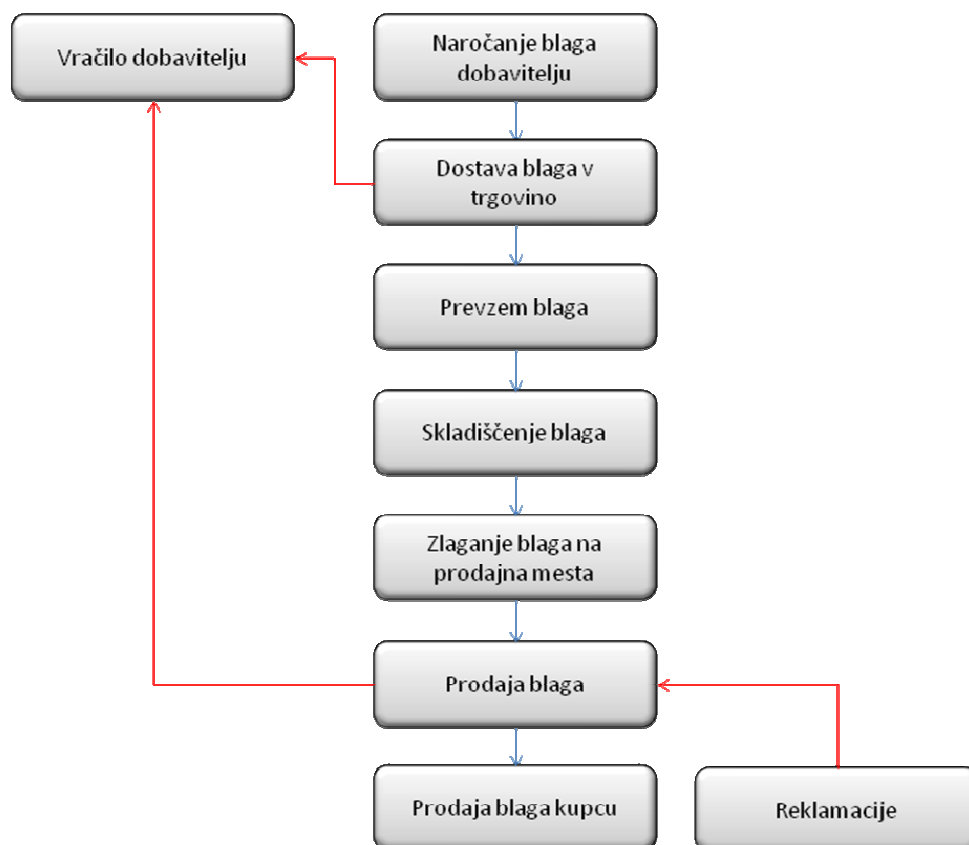 Vračilo dobavitelju
Naročanje blaga
dobavitelju
Dostava blaga v
trgovino
Prevzem blaga
Skladiščenje blaga
Zlaganje blaga na
prodajna mesta
Prodaja blaga
Prodaja blaga kupcu
Reklamacije